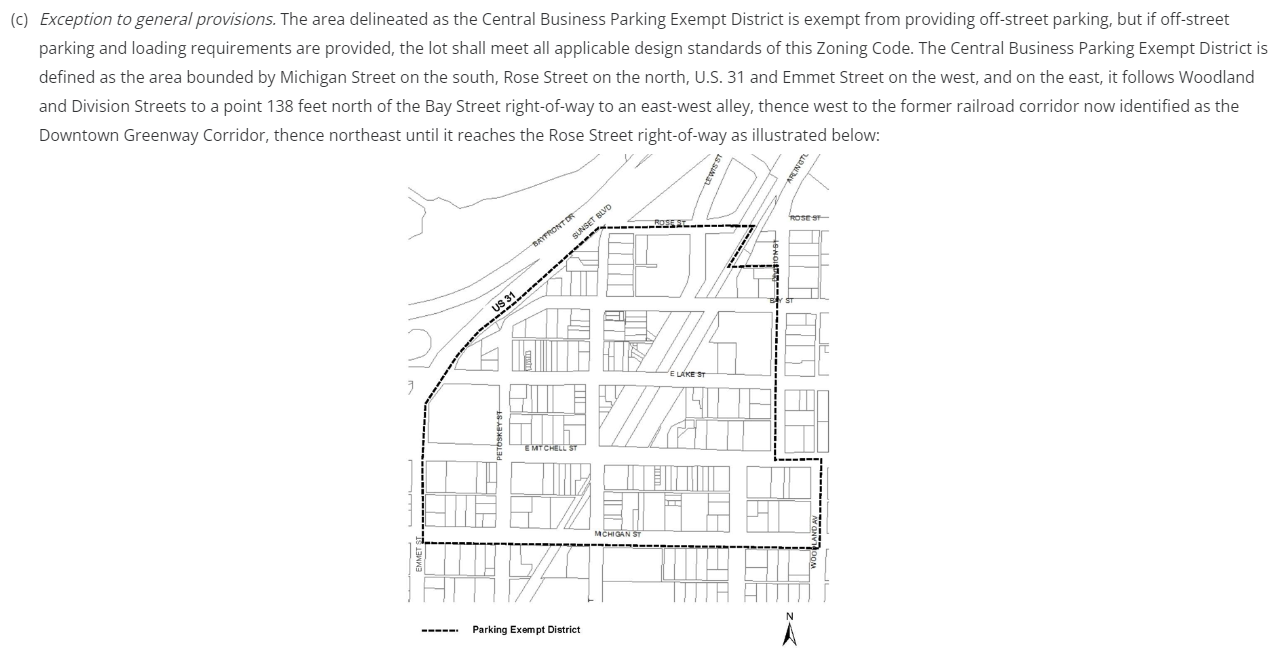 (c) Exception to general provisions. The area delineated as the Central Business Parking Exempt District is exempt from providing off-street parking, but if off-street
parking and loading requirements are provided, the lot shall meet all applicable design standards of this Zoning Code. The Central Business Parking Exempt District is
defined as the area bounded by Michigan Street on the south, Rose Street on the north, U.S. 31 and Emmet Street on the west, and on the east, it follows Woodland
and Division Streets to a point 138 feet north of the Bay Street right-of-way to an east-west alley, thence west to the former railroad corridor now identified as the
Downtown Greenway Corridor, thence northeast until it reaches the Rose Street right-of-way as illustrated below:
LEWIS ST
BAYFRONT DR
SUNSET BLVD
ROSE ST
ROSE ST
DIVISION ST
US 31
BAY ST
E LAKE ST
PETOSKEY ST
E MITCHELL ST
MICHIGAN ST
EMMET ST
WOODLAND AV
N
Parking Exempt District